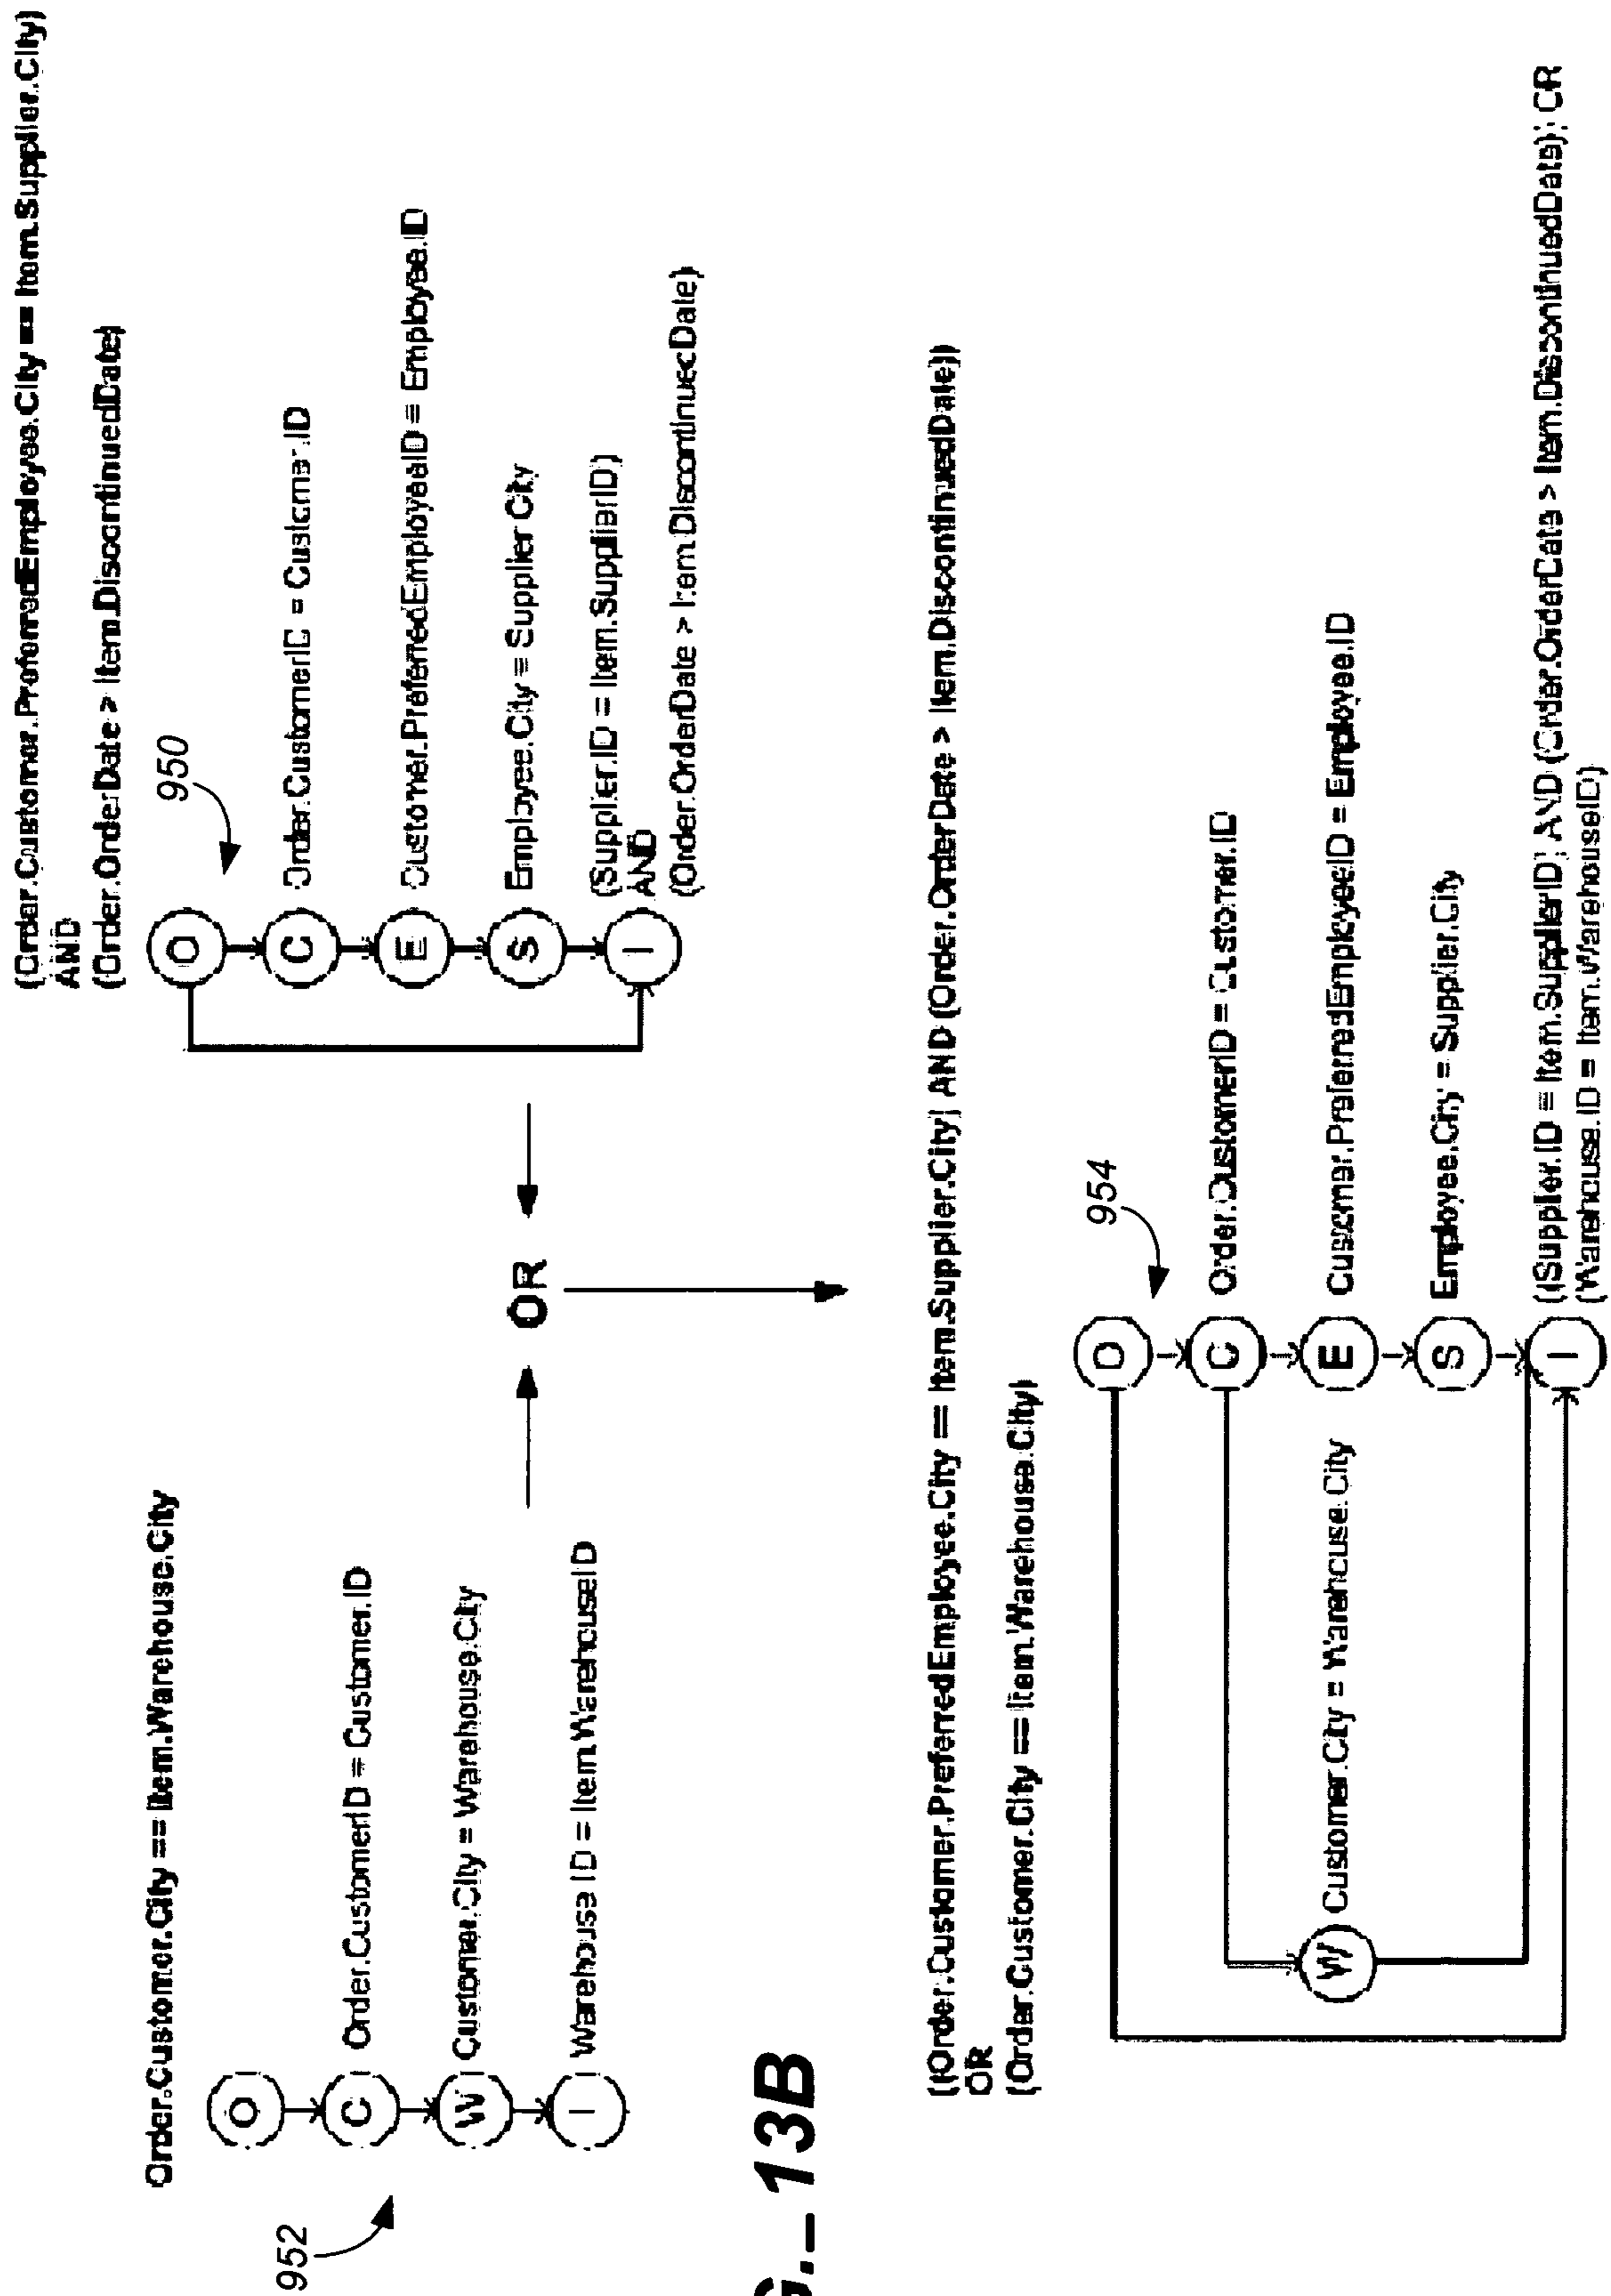 Order.Customer.City == Item.Warehouse.City
952
O
C Order.CustomerID = Customer.ID
W Customer.City = Warehouse.City
I Warehouse.ID = Item.WarehouseID
OR
(Order.Customer.PreferredEmployee.City == Item.Supplier.City)
AND
(Order.OrderDate > Item.DiscontinuedDate)
950
O
C Order.CustomerID = Customer.ID
E Customer.PreferredEmployeeID = Employee.ID
S Employee.City = Supplier.City
I (Supplier.ID = Item.SupplierID)
AND
(Order.OrderDate > Item.DiscontinuedDate)
G._ 13B
((Order.Customer.PreferredEmployee.City == Item.Supplier.City) AND (Order.OrderDate > Item.DiscontinuedDate))
OR
(Order.Customer.City == Item.Warehouse.City)
954
O
C Order.CustomerID = Customer.ID
W Customer.City = Warehouse.City
E Customer.PreferredEmployeeID = Employee.ID
S Employee.City = Supplier.City
I ((Supplier.ID = Item.SupplierID) AND (Order.OrderDate > Item.DiscontinuedDate)) OR
(Warehouse.ID = Item.WarehouseID)